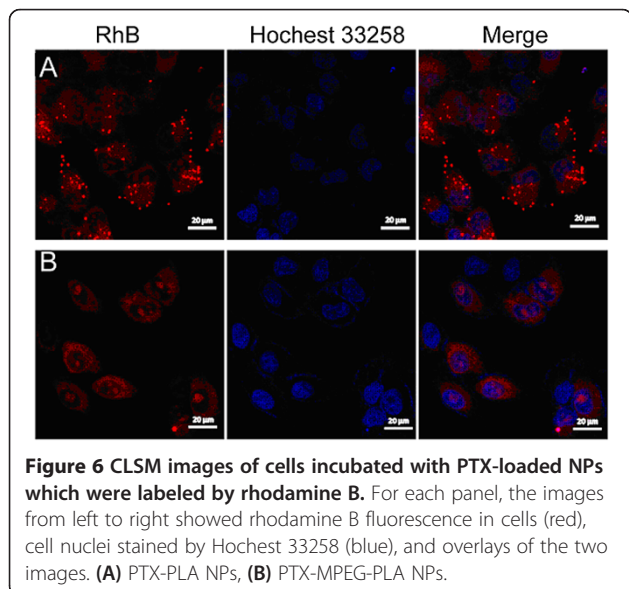 RhB Hochest 33258 Merge
A
20 µm 20 µm 20 µm
B
20 µm 20 µm 20 µm
Figure 6 CLSM images of cells incubated with PTX-loaded NPs
which were labeled by rhodamine B. For each panel, the images
from left to right showed rhodamine B fluorescence in cells (red),
cell nuclei stained by Hochest 33258 (blue), and overlays of the two
images. (A) PTX-PLA NPs, (B) PTX-MPEG-PLA NPs.